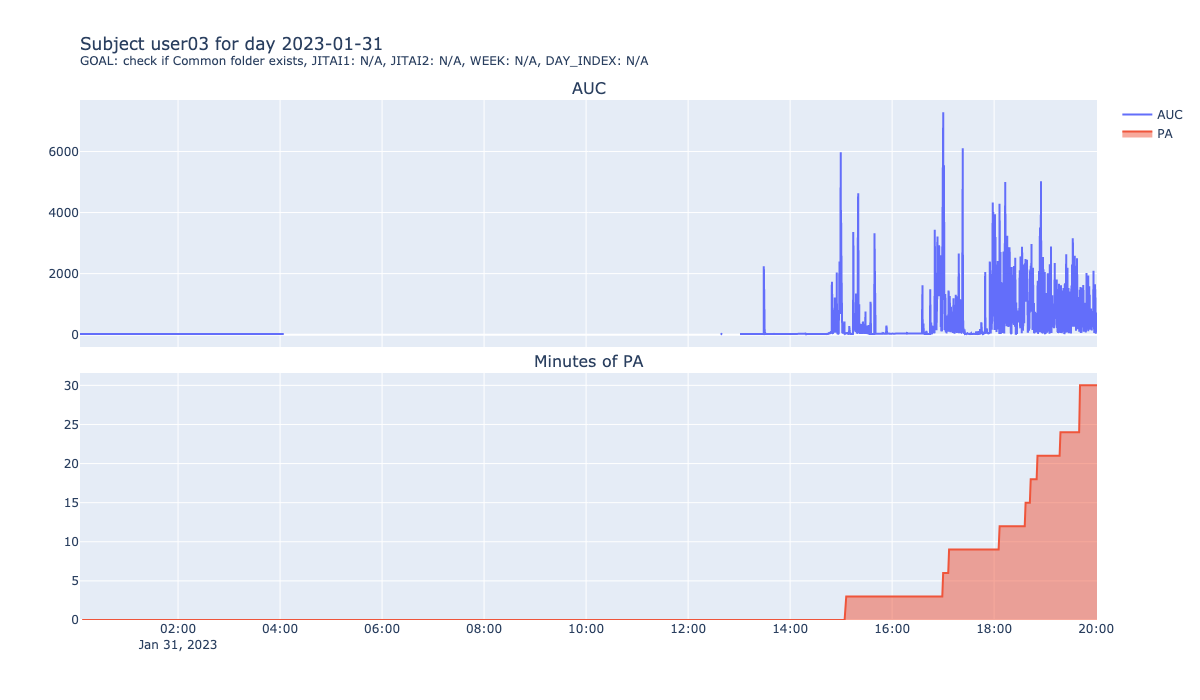 Subject user03 for day 2023-01-31
GOAL: check if Common folder exists, JITAI1: N/A, JITAI2: N/A, WEEK: N/A, DAY_INDEX: N/A
AUC
AUC
PA
6000
4000
2000
0
Minutes of PA
30
25
20
15
10
5
0
02:00 04:00 06:00 08:00 10:00 12:00 14:00 16:00 18:00 20:00
Jan 31, 2023